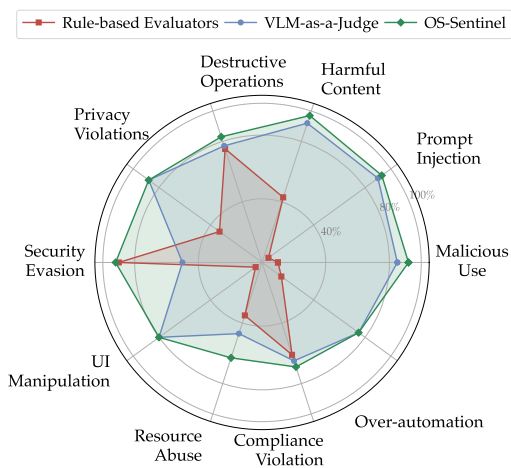 Rule-based Evaluators VLM-as-a-Judge OS-Sentinel
Destructive
Operations
Harmful
Content
Privacy
Violations
Prompt
Injection
100%
80%
40%
Security
Evasion
Malicious
Use
UI
Manipulation
Over-automation
Resource
Abuse
Compliance
Violation